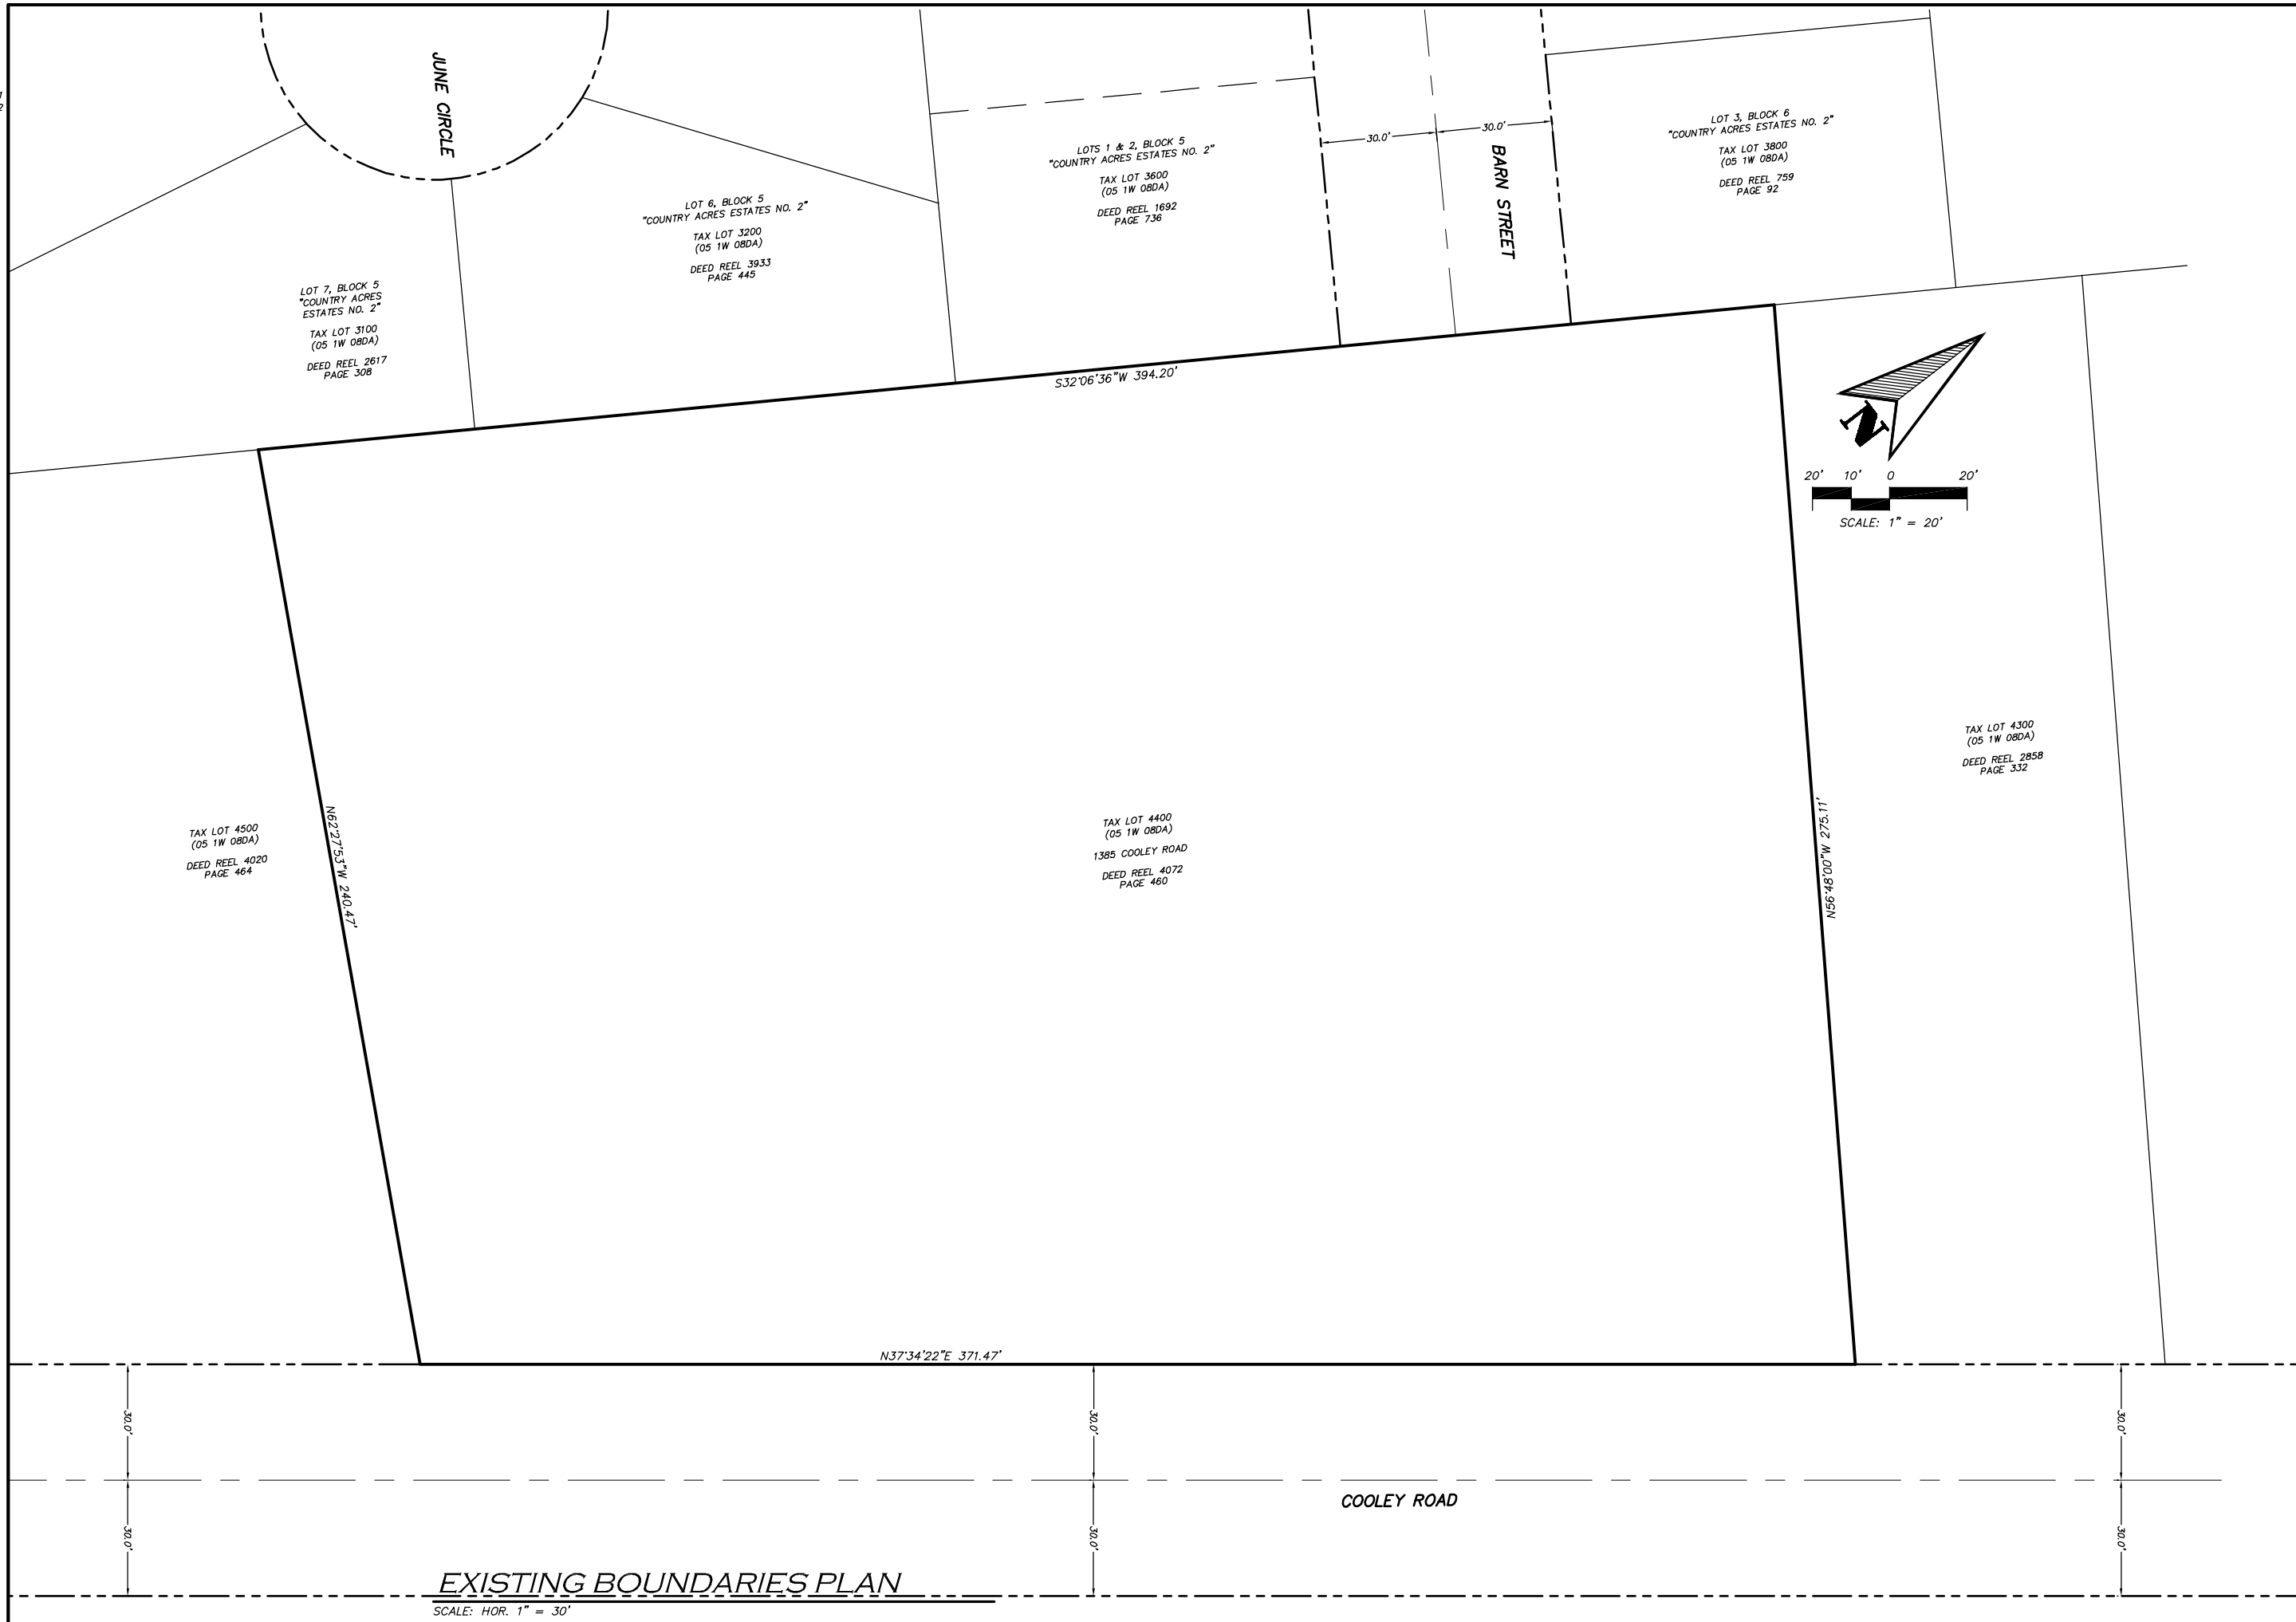 JUNE CIRCLE
1
2
LOT 7, BLOCK 5
"COUNTRY ACRES
ESTATES NO. 2"
TAX LOT 3100
(05 1W 08DA)
DEED REEL 2617
PAGE 308
LOT 6, BLOCK 5
"COUNTRY ACRES ESTATES NO. 2"
TAX LOT 3200
(05 1W 08DA)
DEED REEL 3933
PAGE 445
LOTS 1 & 2, BLOCK 5
"COUNTRY ACRES ESTATES NO. 2"
TAX LOT 3600
(05 1W 08DA)
DEED REEL 1692
PAGE 736
30.0'
30.0'
BARN STREET
LOT 3, BLOCK 6
"COUNTRY ACRES ESTATES NO. 2"
TAX LOT 3800
(05 1W 08DA)
DEED REEL 759
PAGE 92
S32°06'36"W 394.20'
N
20' 10' 0 20'
SCALE: 1" = 20'
TAX LOT 4500
(05 1W 08DA)
DEED REEL 4020
PAGE 464
N62°27'53"W 240.47'
TAX LOT 4400
(05 1W 08DA)
1385 COOLEY ROAD
DEED REEL 4072
PAGE 460
N56°48'00"W 275.11'
TAX LOT 4300
(05 1W 08DA)
DEED REEL 2858
PAGE 332
N37°34'22"E 371.47'
30.0'
30.0'
30.0'
30.0'
30.0'
30.0'
COOLEY ROAD
EXISTING BOUNDARIES PLAN
SCALE: HOR. 1" = 30'